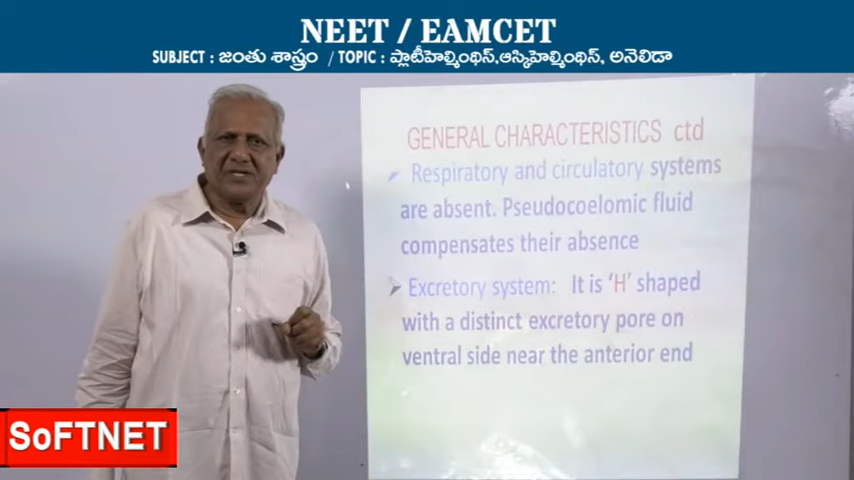 NEET / EAMCET
SUBJECT : జంతు శాస్త్రం / TOPIC : ప్లాటీహెల్మింథిస్,ఆస్కిహెల్మింథిస్, అనెలిడా
GENERAL CHARACTERISTICS ctd
Respiratory and circulatory systems
are absent. Pseudocoelomic fluid
compensates their absence
Excretory system: It is 'H' shaped
with a distinct excretory pore on
ventral side near the anterior end
SoFTNET